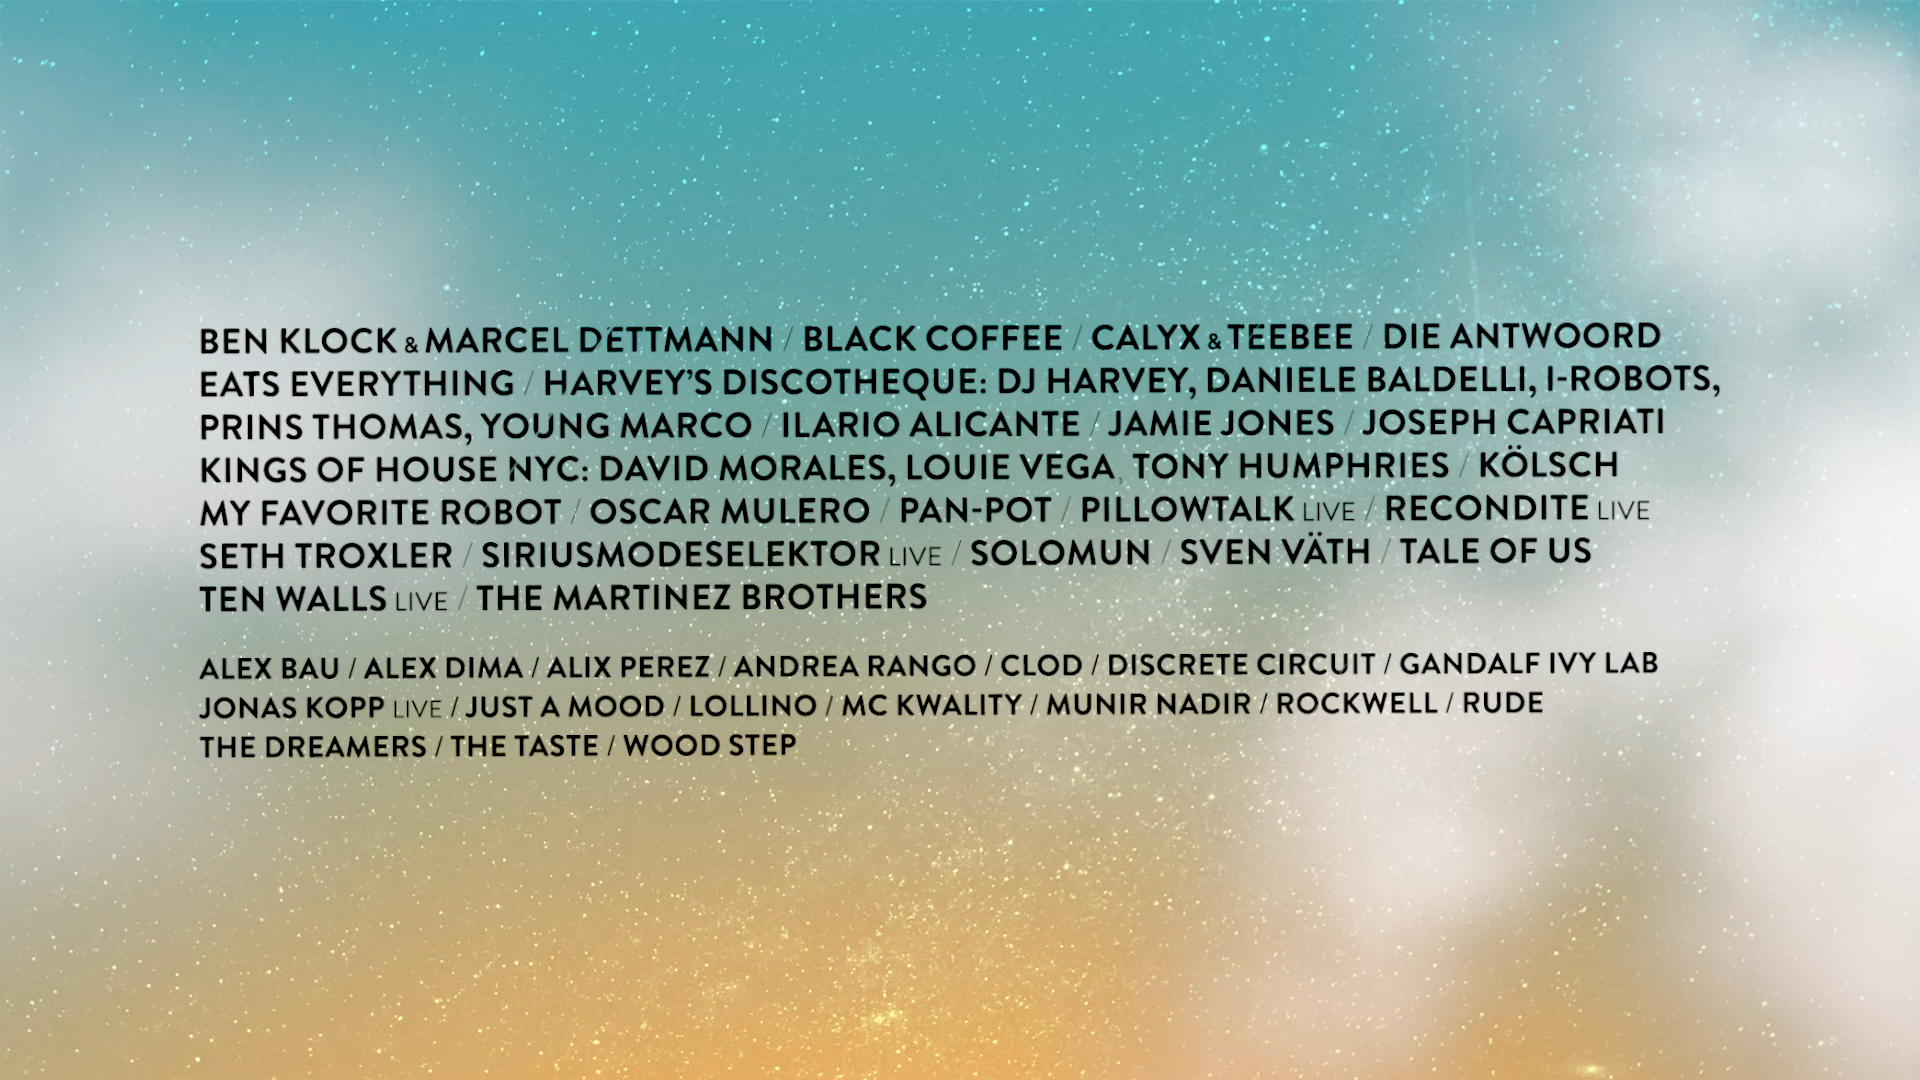 BEN KLOCK & MARCEL DETTMANN / BLACK COFFEE / CALYX & TEEBEE / DIE ANTWOORD
EATS EVERYTHING / HARVEY'S DISCOTHEQUE: DJ HARVEY, DANIELE BALDELLI, I-ROBOTS,
PRINS THOMAS, YOUNG MARCO / ILARIO ALICANTE / JAMIE JONES / JOSEPH CAPRIATI
KINGS OF HOUSE NYC: DAVID MORALES, LOUIE VEGA, TONY HUMPHRIES / KÖLSCH
MY FAVORITE ROBOT / OSCAR MULERO / PAN-POT / PILLOWTALK LIVE / RECONDITE LIVE
SETH TROXLER / SIRIUSMODESELEKTOR LIVE / SOLOMUN / SVEN VÄTH / TALE OF US
TEN WALLS LIVE / THE MARTINEZ BROTHERS
ALEX BAU / ALEX DIMA / ALIX PEREZ / ANDREA RANGO / CLOD / DISCRETE CIRCUIT / GANDALF IVY LAB
JONAS KOPP LIVE / JUST A MOOD / LOLLINO / MC KWALITY / MUNIR NADIR / ROCKWELL / RUDE
THE DREAMERS / THE TASTE / WOOD STEP